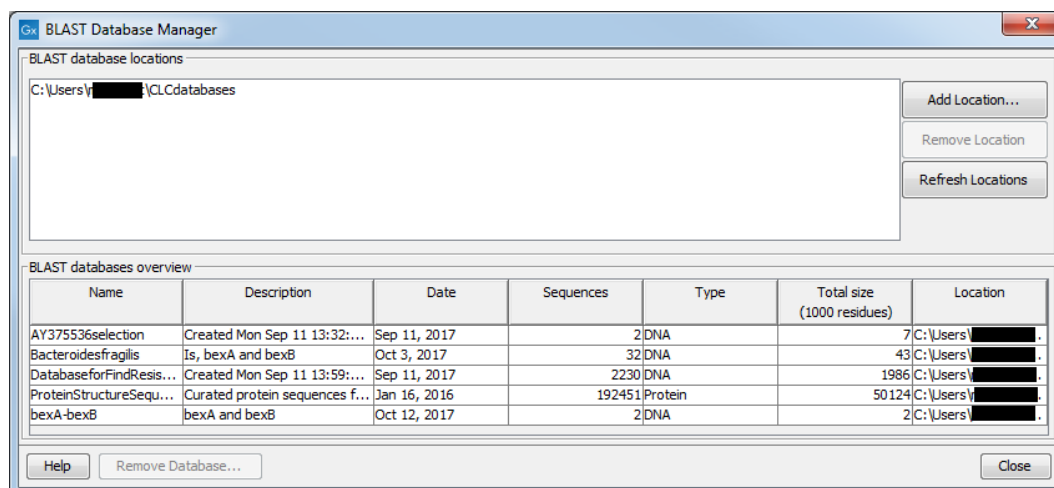 Gx BLAST Database Manager
BLAST database locations
C:\Users\ :\CLCdatabases
Add Location...
Remove Location
Refresh Locations
BLAST databases overview
Name Description Date Sequences Type Total size (1000 residues) Location
AY375536selection Created Mon Sep 11 13:32:... Sep 11, 2017 2 DNA 7 C:\Users\ .
Bacteroidesfragilis Is, bexA and bexB Oct 3, 2017 32 DNA 43 C:\Users\ .
DatabaseforFindResis... Created Mon Sep 11 13:59:... Sep 11, 2017 2230 DNA 1986 C:\Users\ .
ProteinStructureSequ... Curated protein sequences f... Jan 16, 2016 192451 Protein 50124 C:\Users\ .
bexA-bexB bexA and bexB Oct 12, 2017 2 DNA 2 C:\Users\ .
Help Remove Database... Close